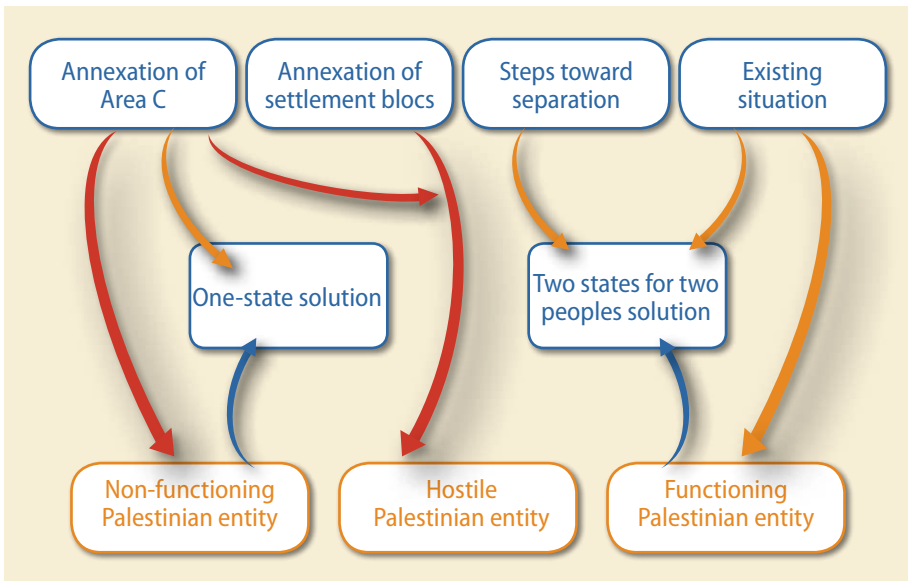 Annexation of
Area C
Annexation of
settlement blocs
Steps toward
separation
Existing
situation
One-state solution
Two states for two
peoples solution
Non-functioning
Palestinian entity
Hostile
Palestinian entity
Functioning
Palestinian entity